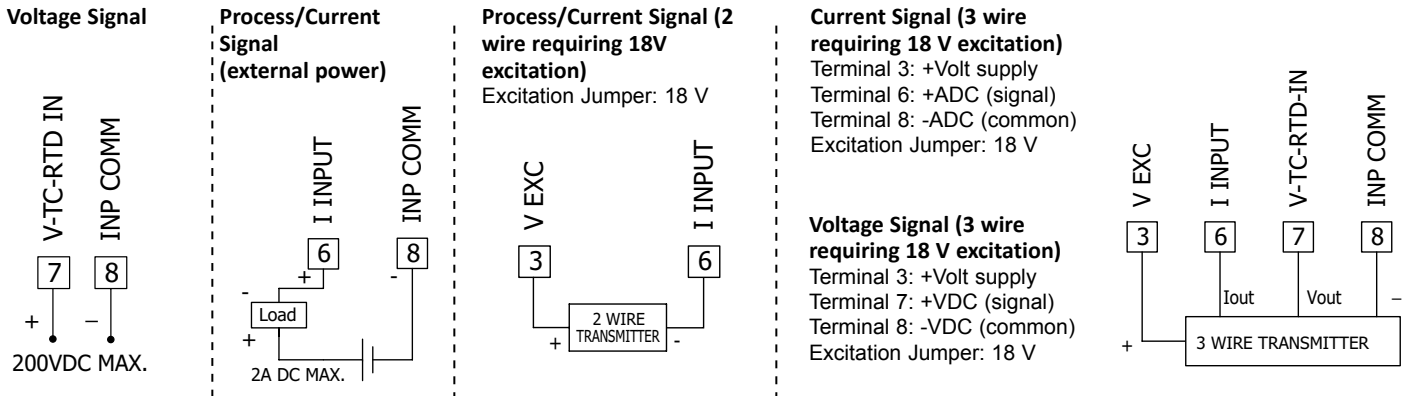 Voltage Signal
V-TC-RTD IN
INP COMM
7
8
+
–
200VDC MAX.
Process/Current
Signal
(external power)
I INPUT
INP COMM
6
8
+
-
-
Load
+
2A DC MAX.
Process/Current Signal (2
wire requiring 18V
excitation)
Excitation Jumper: 18 V
V EXC
I INPUT
3
6
2 WIRE
TRANSMITTER
+
-
Current Signal (3 wire
requiring 18 V excitation)
Terminal 3: +Volt supply
Terminal 6: +ADC (signal)
Terminal 8: -ADC (common)
Excitation Jumper: 18 V
Voltage Signal (3 wire
requiring 18 V excitation)
Terminal 3: +Volt supply
Terminal 7: +VDC (signal)
Terminal 8: -VDC (common)
Excitation Jumper: 18 V
V EXC
I INPUT
V-TC-RTD-IN
INP COMM
3
6
7
8
Iout
Vout
–
+
3 WIRE TRANSMITTER